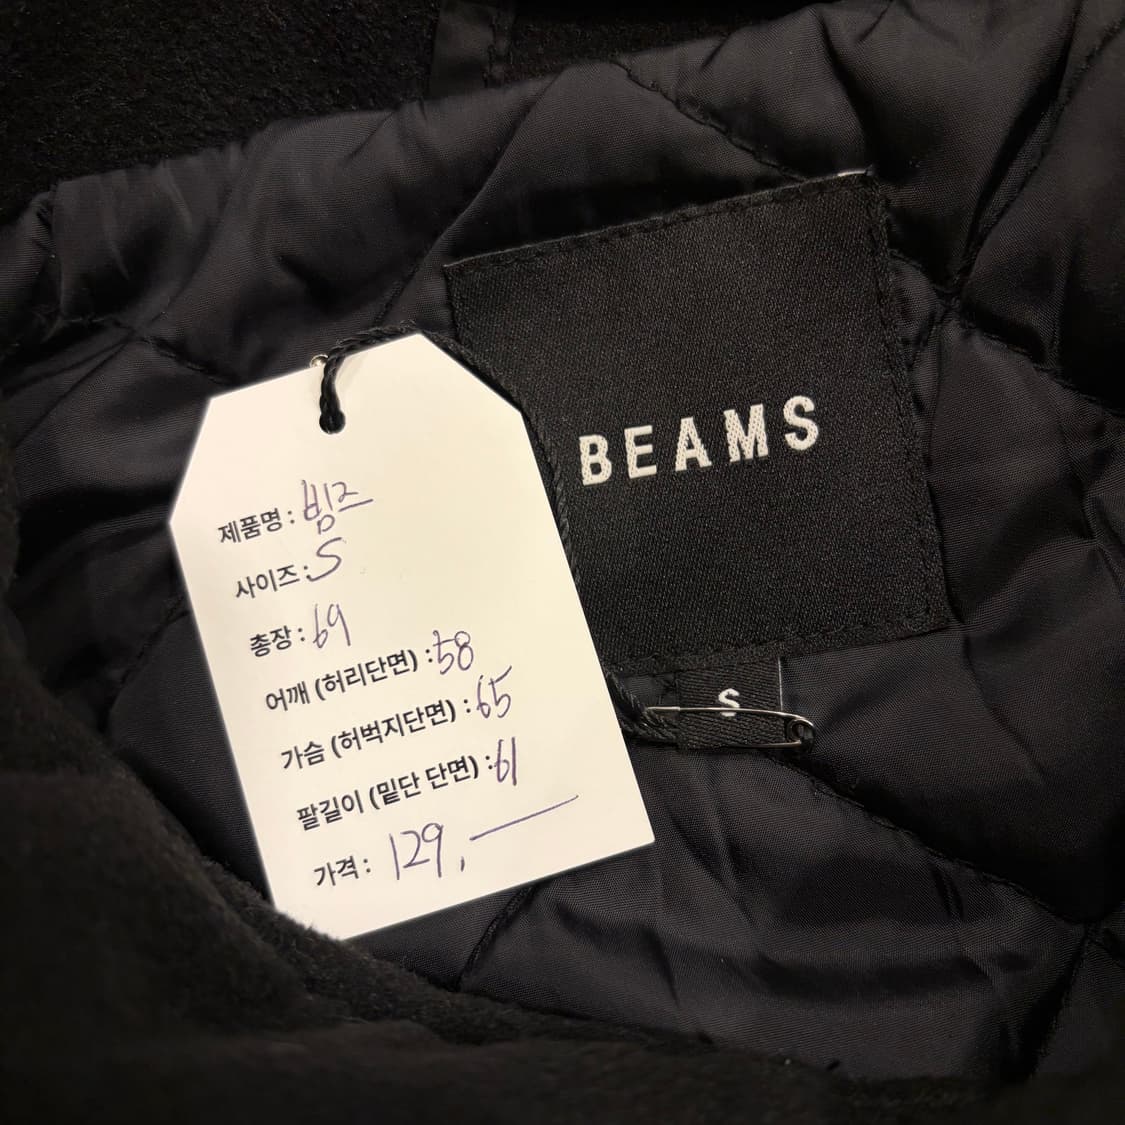 BEAMS
S
제품명 : 빔즈
사이즈 : S
총장 : 69
어깨 (허리단면) : 58
가슴 (허벅지단면) : 65
팔길이 (밑단 단면) : 61
가격 : 129,—